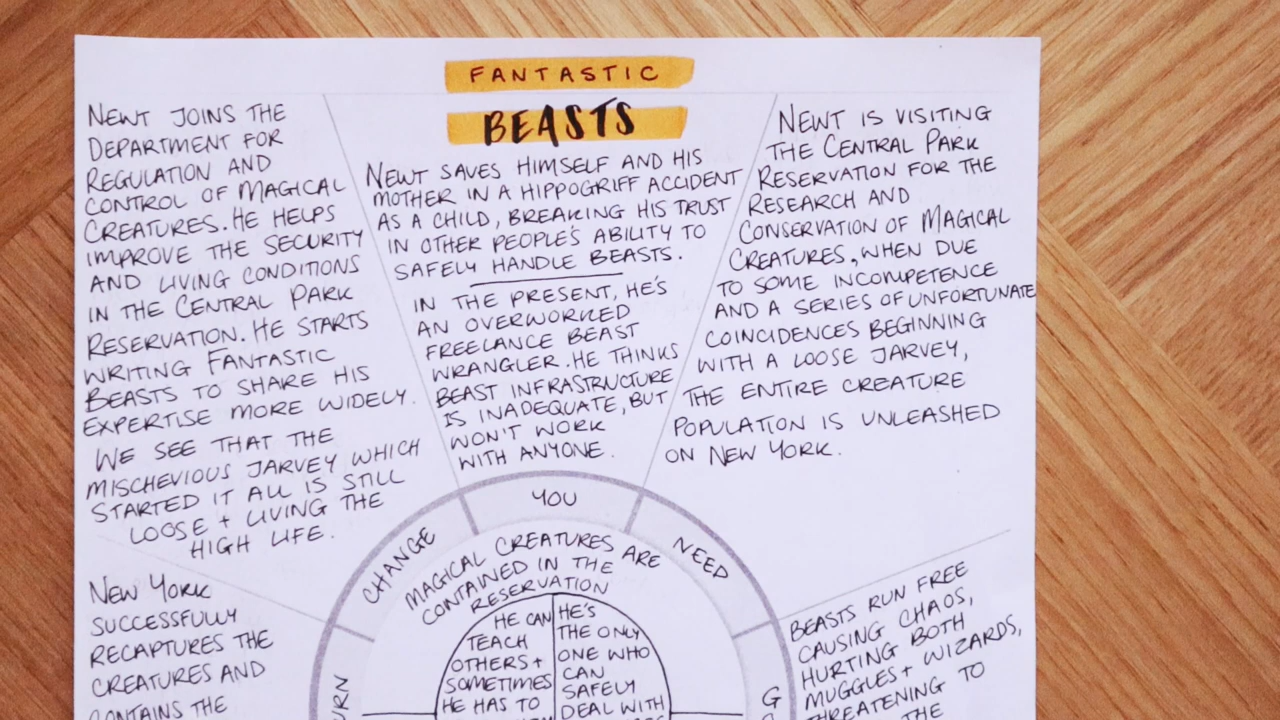 FANTASTIC
BEASTS
NEWT JOINS THE
DEPARTMENT FOR
REGULATION AND
CONTROL OF MAGICAL
CREATURES. HE HELPS
IMPROVE THE SECURITY
AND LIVING CONDITIONS
IN THE CENTRAL PARK
RESERVATION. HE STARTS
WRITING FANTASTIC
BEASTS TO SHARE HIS
EXPERTISE MORE WIDELY.
WE SEE THAT THE
MISCHEVIOUS JARVEY WHICH
STARTED IT ALL IS STILL
LOOSE + LIVING THE
HIGH LIFE.
NEWT SAVES HIMSELF AND HIS
MOTHER IN A HIPPOGRIFF ACCIDENT
AS A CHILD, BREAKING HIS TRUST
IN OTHER PEOPLE'S ABILITY TO
SAFELY HANDLE BEASTS.
IN THE PRESENT, HE'S
AN OVERWORKED
FREELANCE BEAST
WRANGLER. HE THINKS
BEAST INFRASTRUCTURE
IS INADEQUATE, BUT
WON'T WORK
WITH ANYONE.
NEWT IS VISITING
THE CENTRAL PARK
RESERVATION FOR THE
RESEARCH AND
CONSERVATION OF MAGICAL
CREATURES, WHEN DUE
TO SOME INCOMPETENCE
AND A SERIES OF UNFORTUNATE
COINCIDENCES BEGINNING
WITH A LOOSE JARVEY,
THE ENTIRE CREATURE
POPULATION IS UNLEASHED
ON NEW YORK.
CHANGE
YOU
NEED
MAGICAL CREATURES ARE
CONTAINED IN THE
RESERVATION
HE CAN
TEACH
OTHERS +
SOMETIMES
HE HAS TO
HE'S
THE ONLY
ONE WHO
CAN
SAFELY
DEAL WITH
NEW YORK
SUCCESSFULLY
RECAPTURES THE
CREATURES AND
CONTAINS THE
BEASTS RUN FREE
CAUSING CHAOS,
HURTING BOTH
MUGGLES + WIZARDS,
THREATENING TO
THE
URN
G